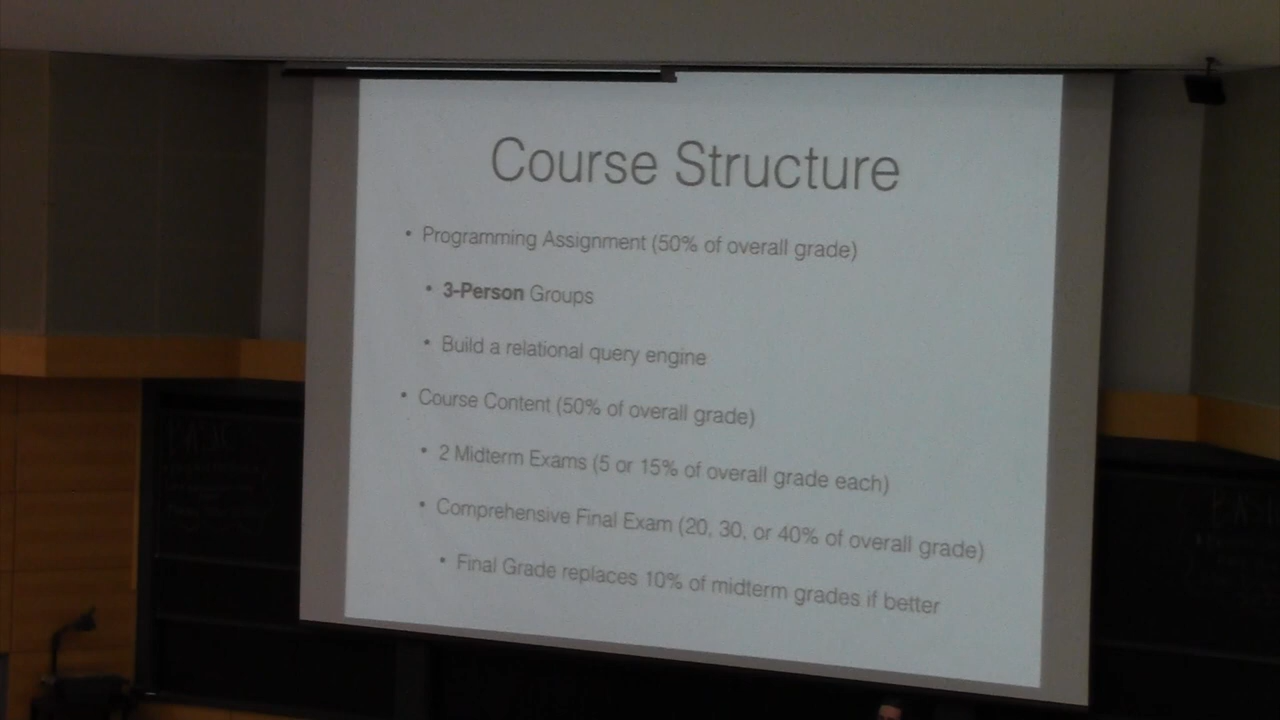 Course Structure
• Programming Assignment (50% of overall grade)
• 3-Person Groups
• Build a relational query engine
• Course Content (50% of overall grade)
• 2 Midterm Exams (5 or 15% of overall grade each)
• Comprehensive Final Exam (20, 30, or 40% of overall grade)
• Final Grade replaces 10% of midterm grades if better